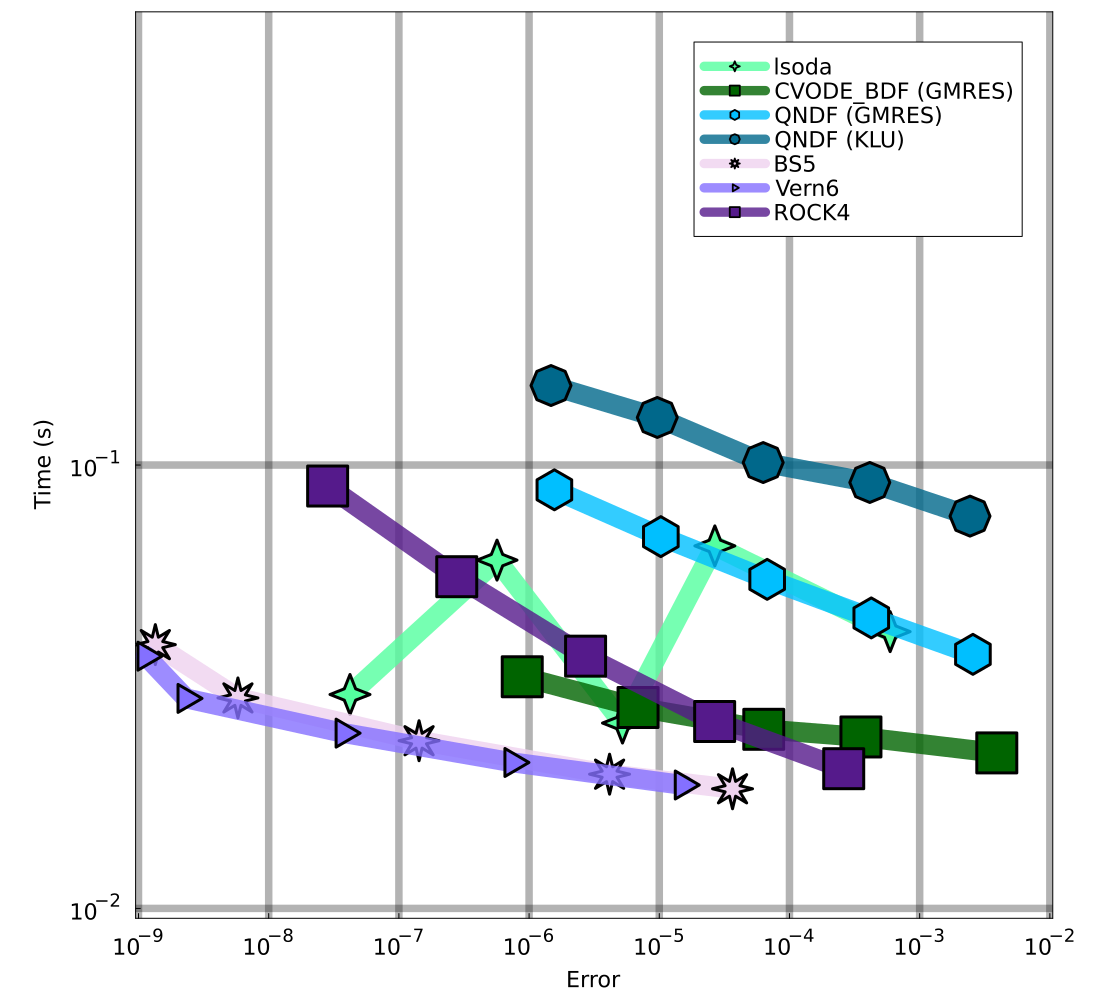 lsoda
CVODE_BDF (GMRES)
QNDF (GMRES)
QNDF (KLU)
BS5
Vern6
ROCK4
Time (s)
10⁻¹
10⁻²
10⁻⁹ 10⁻⁸ 10⁻⁷ 10⁻⁶ 10⁻⁵ 10⁻⁴ 10⁻³ 10⁻²
Error